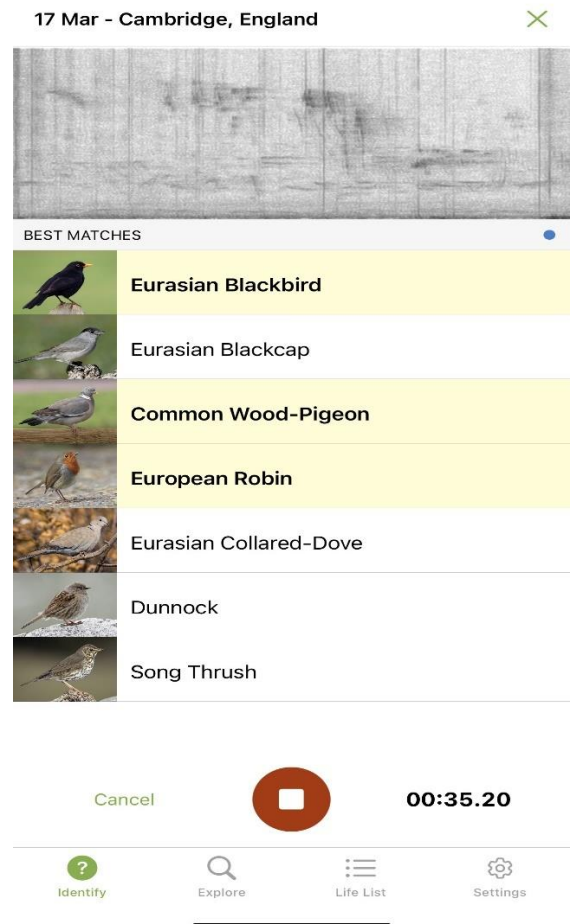 17 Mar - Cambridge, England
BEST MATCHES
Eurasian Blackbird
Eurasian Blackcap
Common Wood-Pigeon
European Robin
Eurasian Collared-Dove
Dunnock
Song Thrush
Cancel 00:35.20
? 
Identify Explore Life List Settings